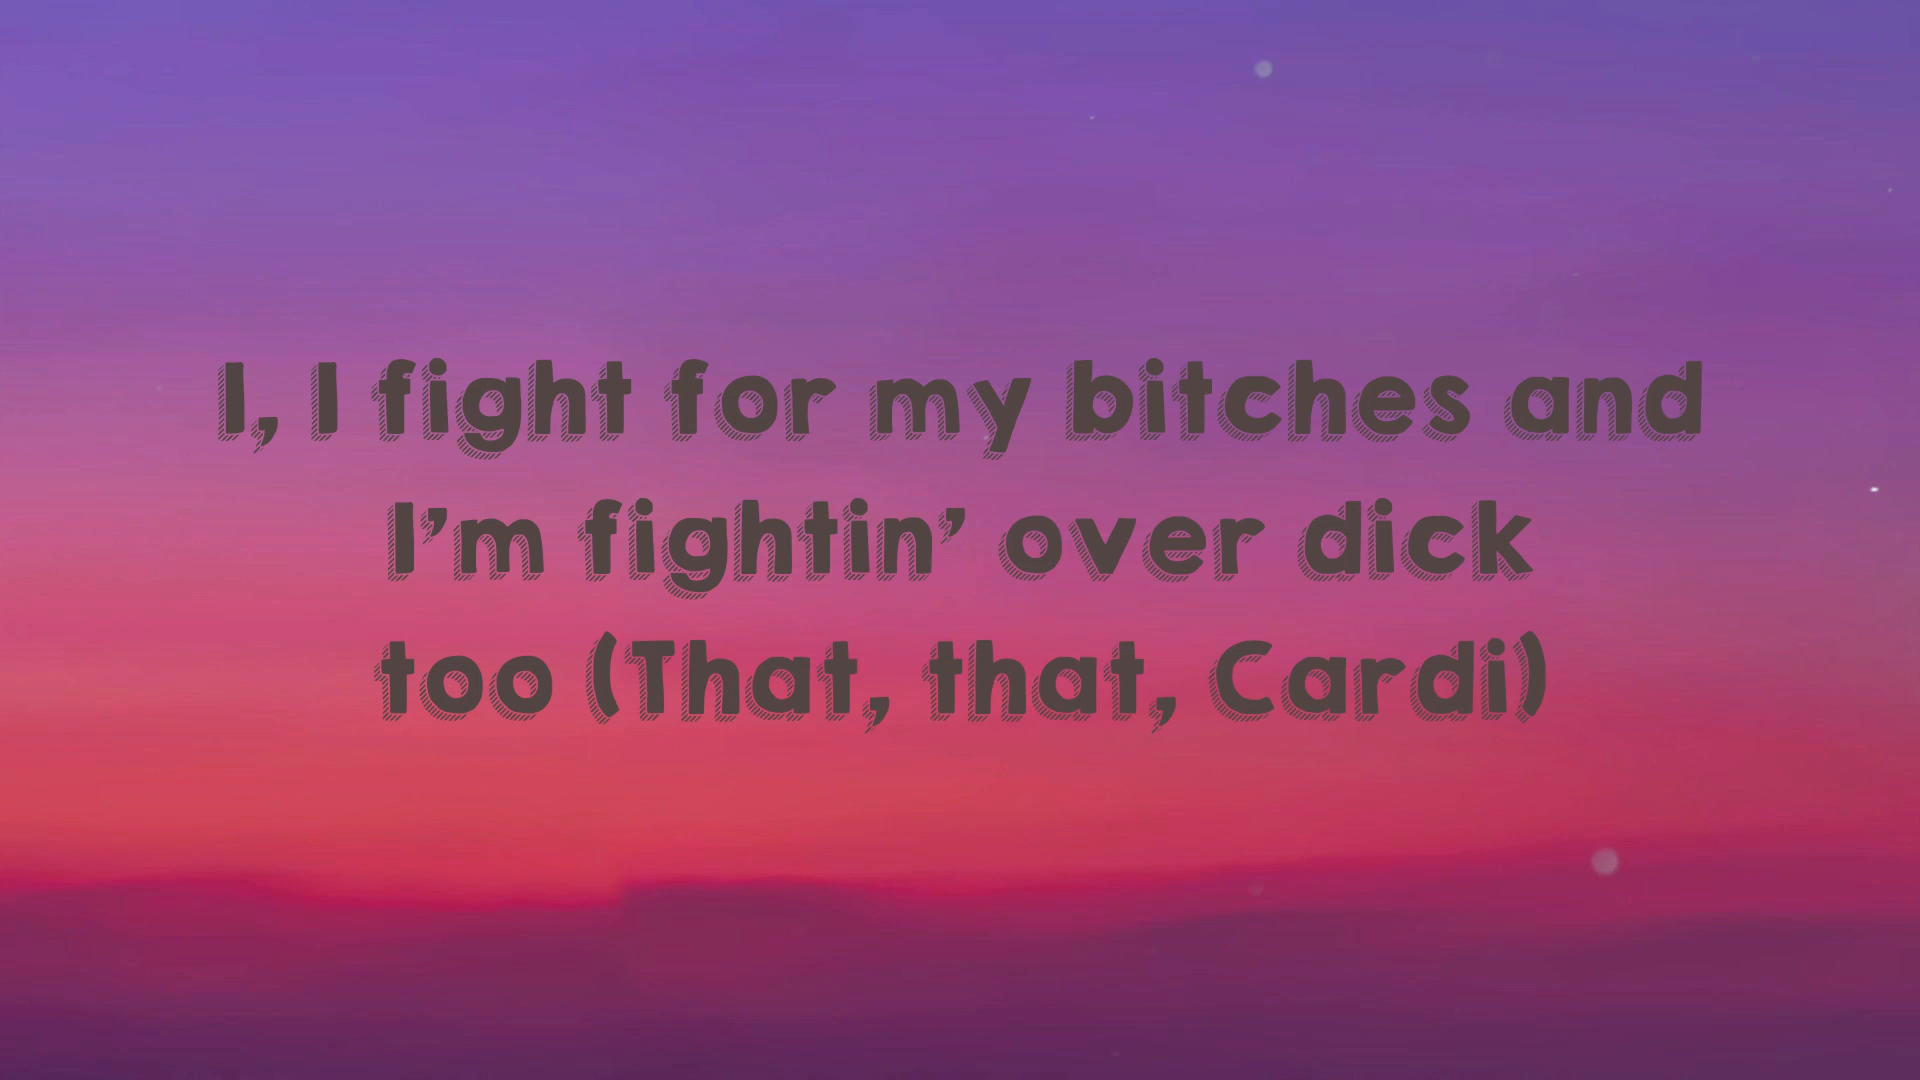 I, I fight for my bitches and
I'm fightin' over dick
too (That, that, Cardi)